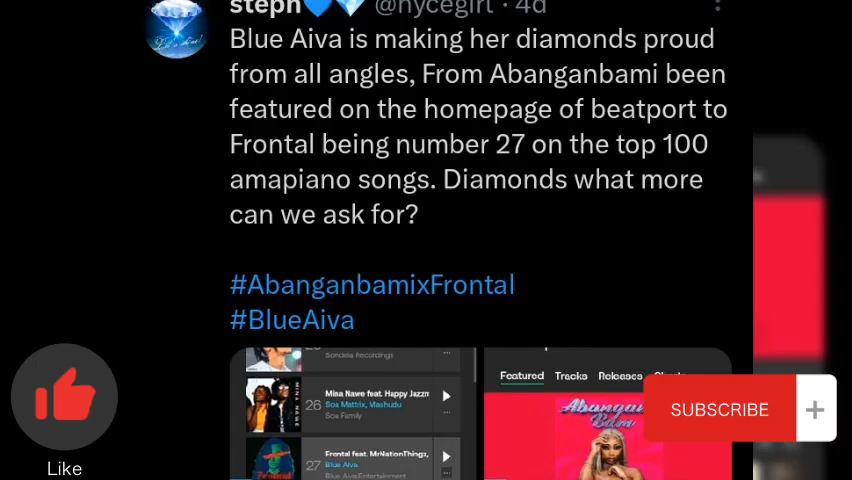 steph💙💎 @nycegirl · 4d
Blue Aiva is making her diamonds proud
from all angles, From Abanganbami been
featured on the homepage of beatport to
Frontal being number 27 on the top 100
amapiano songs. Diamonds what more
can we ask for?
#AbanganbamixFrontal
#BlueAiva
Sondela Recordings
26
Mina Nawe feat. Happy Jazzm
Soa Mattrix, Mashudu
Soa Family
27
Frontal feat. MrNationThingz,
Blue Aiva
Blue Aiva Entertainment
Featured Tracks Releases
Abangan
Bami
SUBSCRIBE
Like